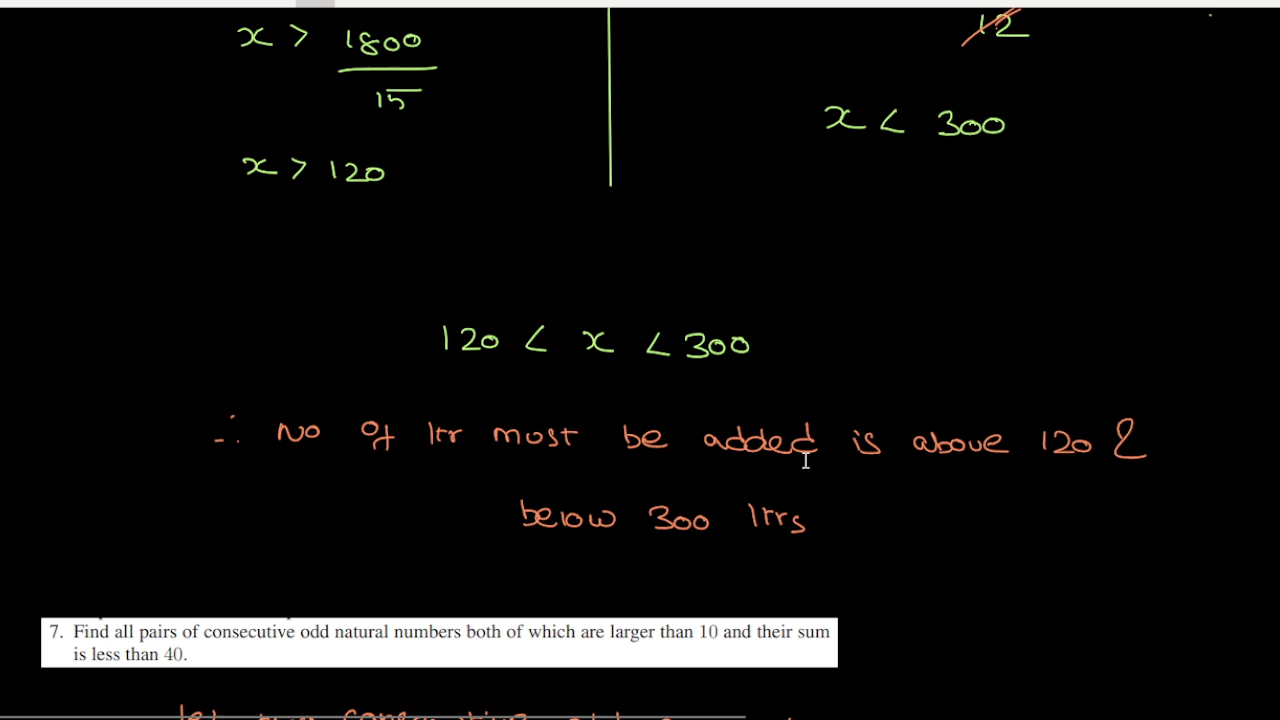 x > 1800
15
x > 120
12
x < 300
120 < x < 300
∴ No of ltr must be added is above 120 &
below 300 ltrs
7. Find all pairs of consecutive odd natural numbers both of which are larger than 10 and their sum
is less than 40.